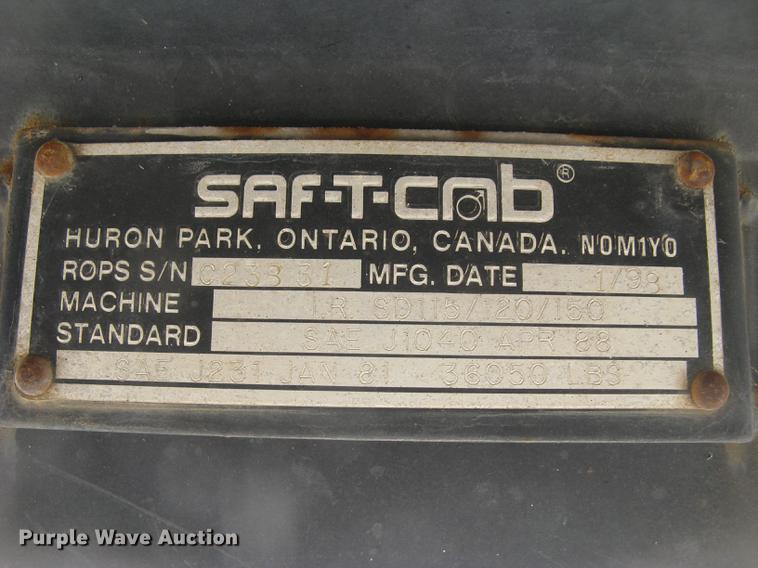 SAF-T-CAB ®
HURON PARK, ONTARIO, CANADA. N0M1Y0
ROPS S/N C23831 MFG. DATE 1/98
MACHINE I.R. SD115/120/150
STANDARD SAE J1040 APR 88
SAE J231 JAN 81 36050 LBS
Purple Wave Auction